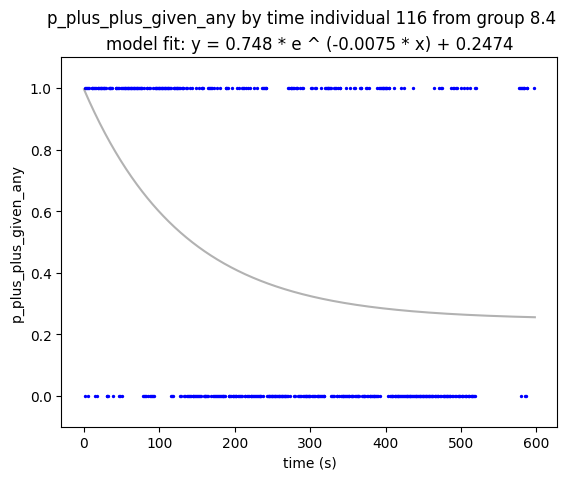 p_plus_plus_given_any by time individual 116 from group 8.4
model fit: y = 0.748 * e ^ (-0.0075 * x) + 0.2474
p_plus_plus_given_any
1.0
0.8
0.6
0.4
0.2
0.0
0 100 200 300 400 500 600
time (s)